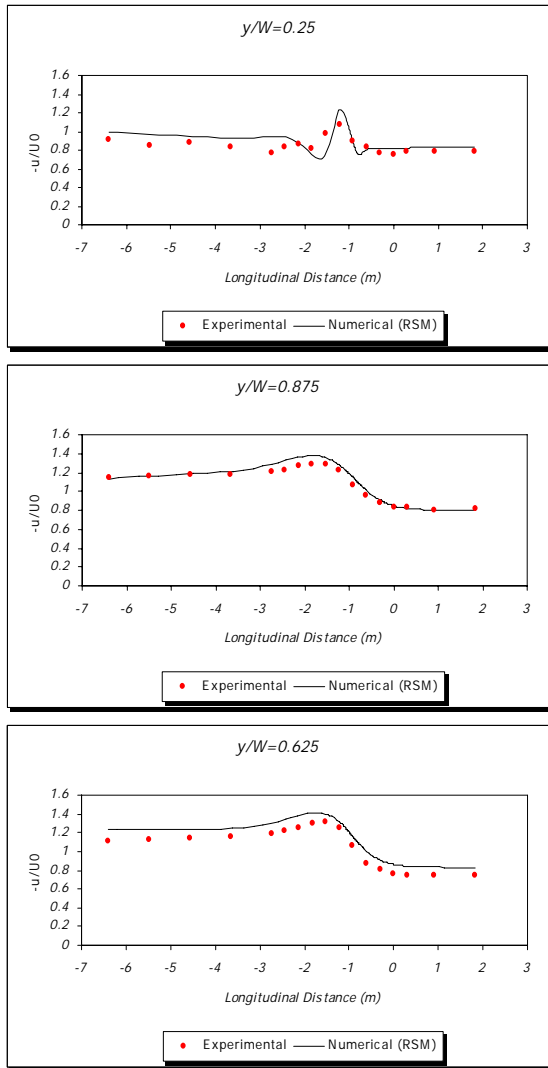 y/W=0.25
1.6
1.4
1.2
1
0.8
0.6
0.4
0.2
0
-u/U0
-7 -6 -5 -4 -3 -2 -1 0 1 2 3
Longitudinal Distance (m)
Experimental Numerical (RSM)
y/W=0.875
1.6
1.4
1.2
1
0.8
0.6
0.4
0.2
0
-u/U0
-7 -6 -5 -4 -3 -2 -1 0 1 2 3
Longitudinal Distance (m)
Experimental Numerical (RSM)
y/W=0.625
1.6
1.4
1.2
1
0.8
0.6
0.4
0.2
0
-u/U0
-7 -6 -5 -4 -3 -2 -1 0 1 2 3
Longitudinal Distance (m)
Experimental Numerical (RSM)